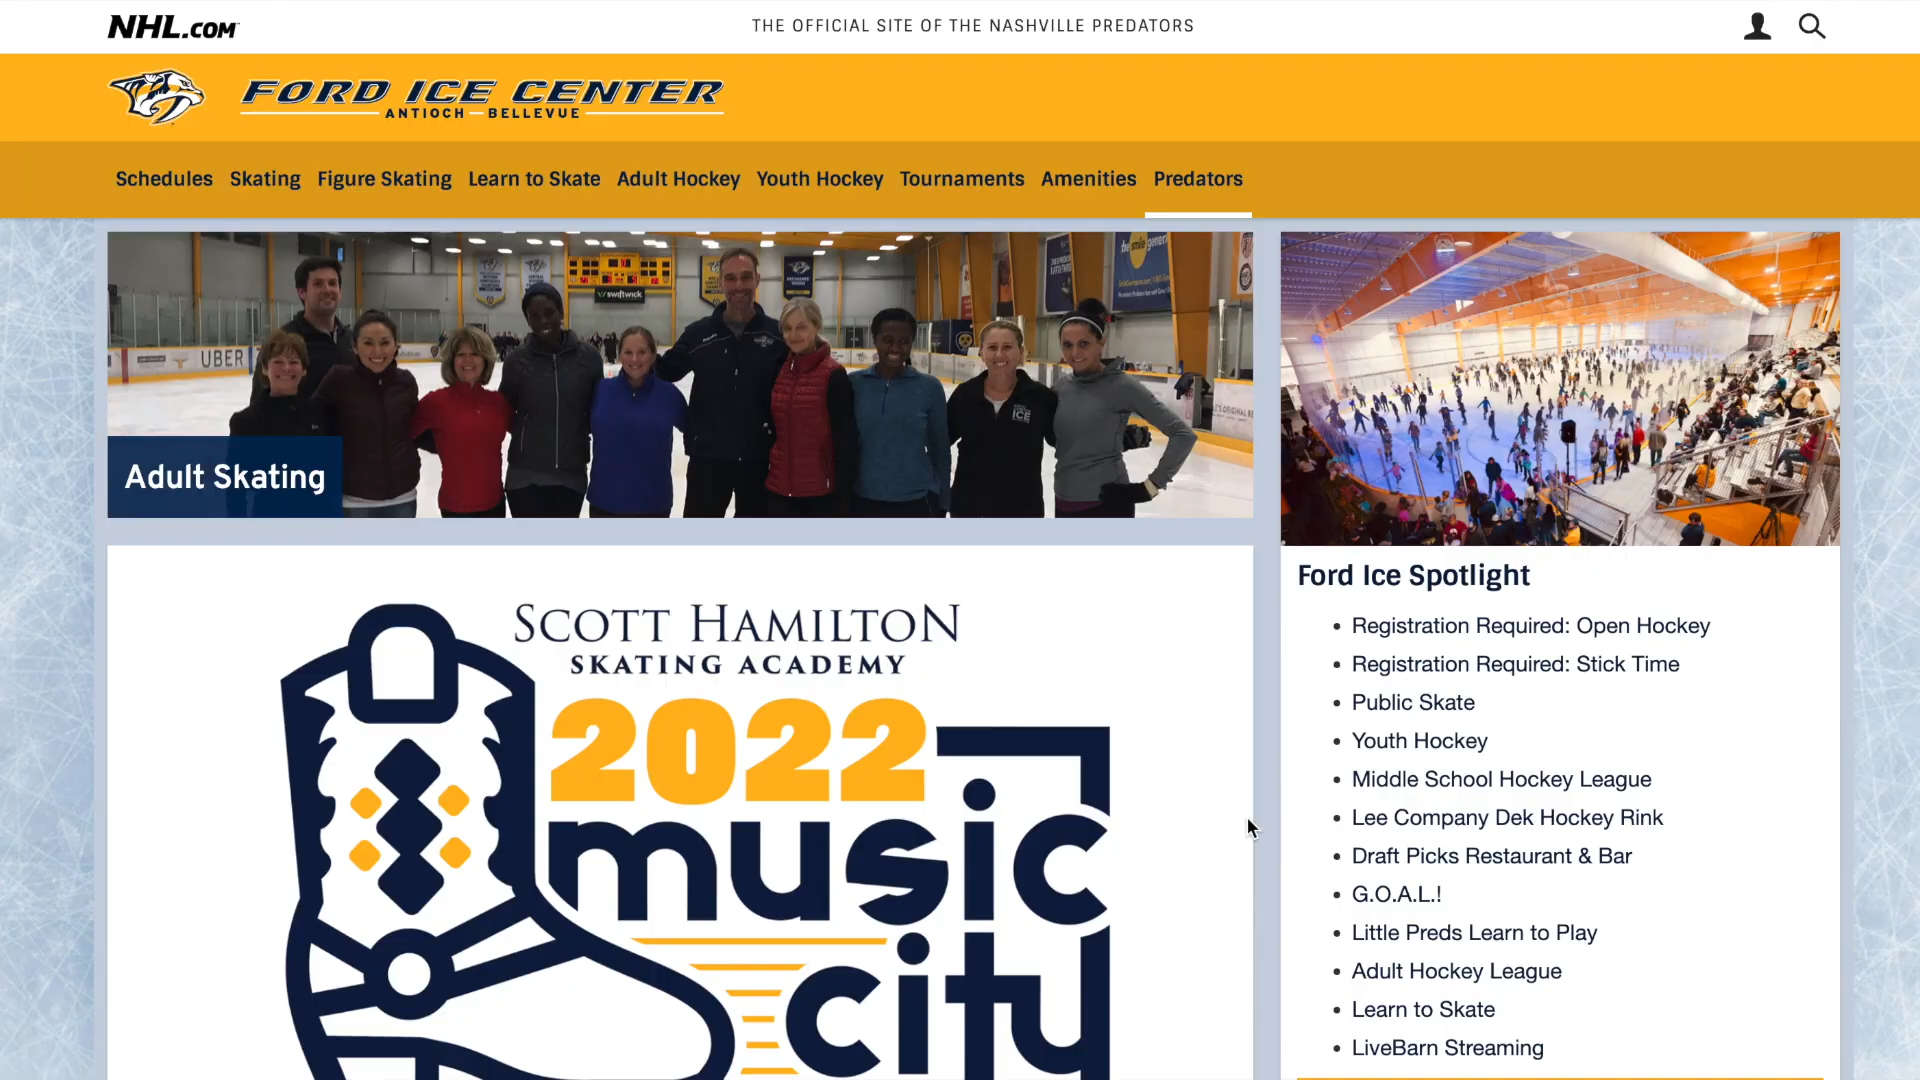 NHL.COM
THE OFFICIAL SITE OF THE NASHVILLE PREDATORS
FORD ICE CENTER
ANTIOCH BELLEVUE
Schedules Skating Figure Skating Learn to Skate Adult Hockey Youth Hockey Tournaments Amenities Predators
swiftwick
UBER
Adult Skating
SCOTT HAMILTON
SKATING ACADEMY
2022
music
city
Ford Ice Spotlight
• Registration Required: Open Hockey
• Registration Required: Stick Time
• Public Skate
• Youth Hockey
• Middle School Hockey League
• Lee Company Dek Hockey Rink
• Draft Picks Restaurant & Bar
• G.O.A.L.!
• Little Preds Learn to Play
• Adult Hockey League
• Learn to Skate
• LiveBarn Streaming